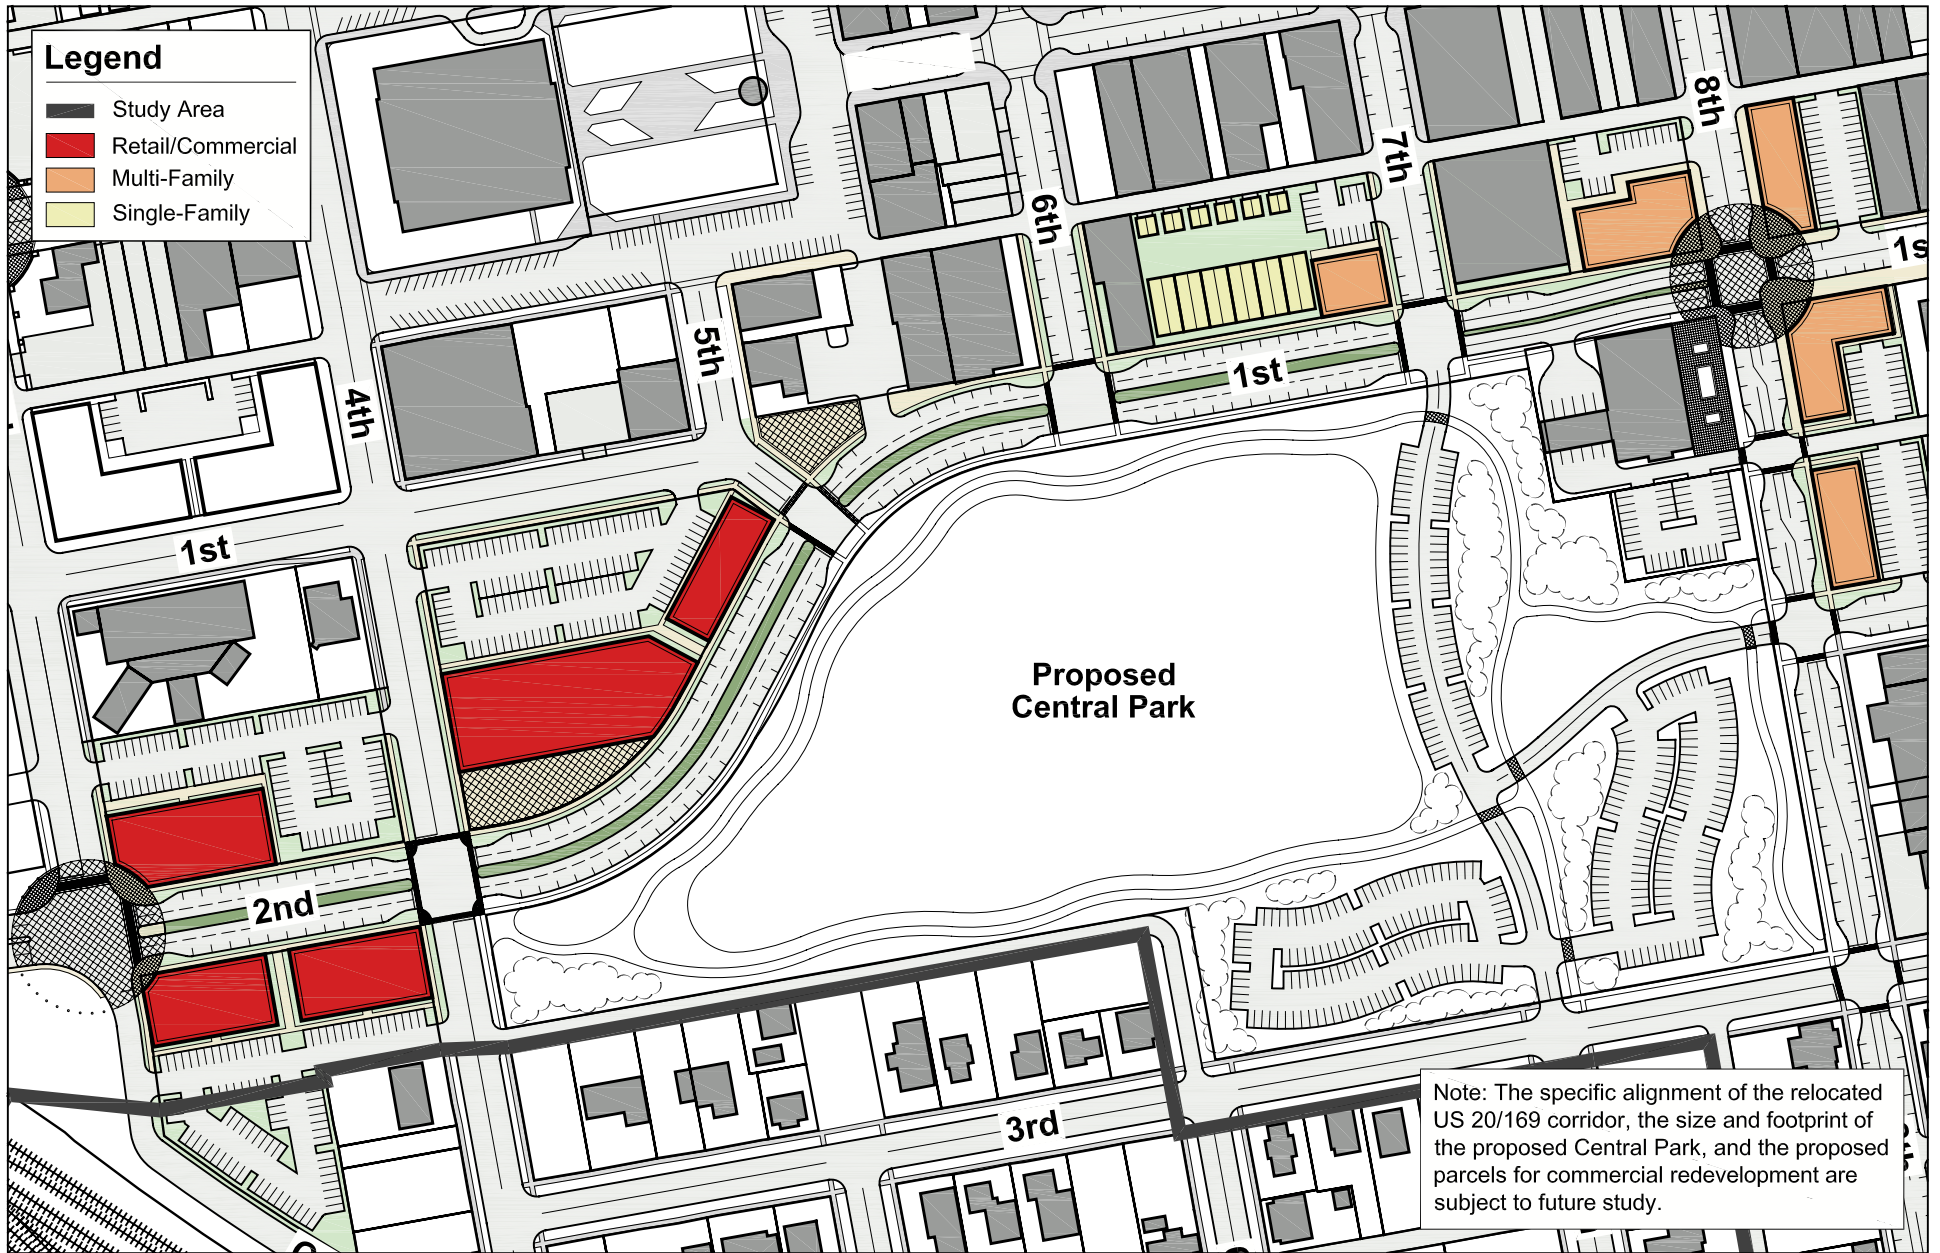 Legend
Study Area
Retail/Commercial
Multi-Family
Single-Family
8th
7th
6th
1s
5th
1st
4th
1st
Proposed
Central Park
2nd
3rd
Note: The specific alignment of the relocated
US 20/169 corridor, the size and footprint of
the proposed Central Park, and the proposed
parcels for commercial redevelopment are
subject to future study.